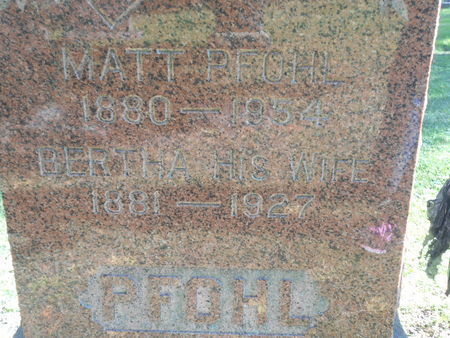 MATT PFOHL
1880 — 1954
BERTHA HIS WIFE
1881 — 1927
PFOHL